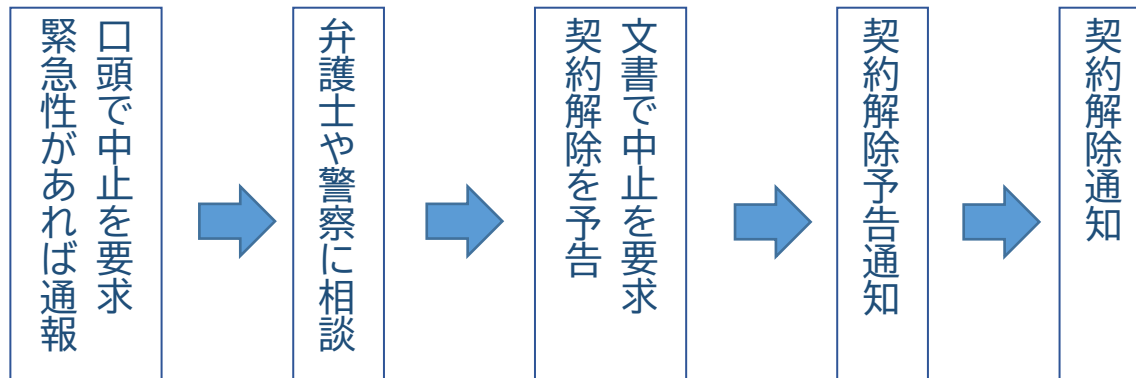 口頭で中止を要求
緊急性があれば通報
弁護士や警察に相談
文書で中止を要求
契約解除を予告
契約解除予告通知
契約解除通知